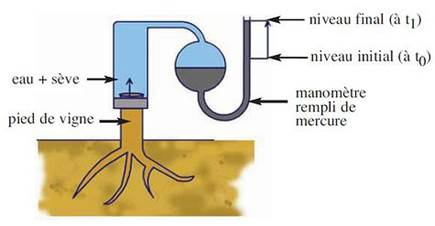 niveau final (à t1)
niveau initial (à t0)
eau + sève
manomètre
rempli de
mercure
pied de vigne